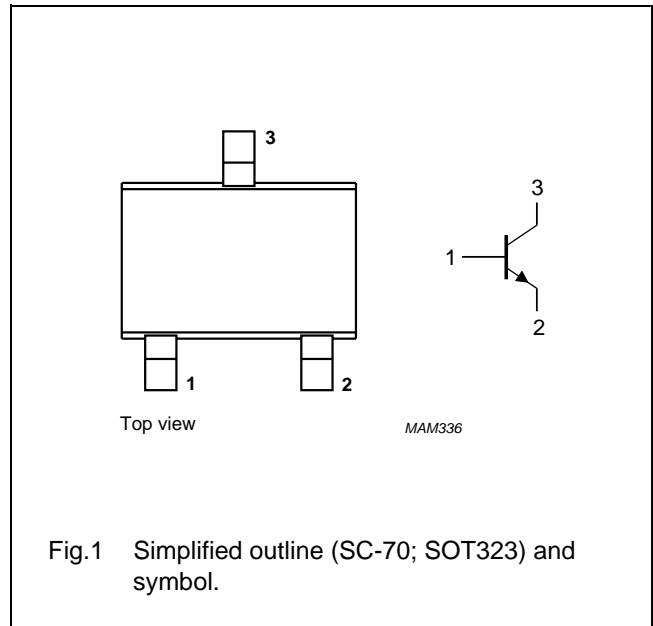 3
3
1
2
1
2
Top view
MAM336
Fig.1 Simplified outline (SC-70; SOT323) and
symbol.